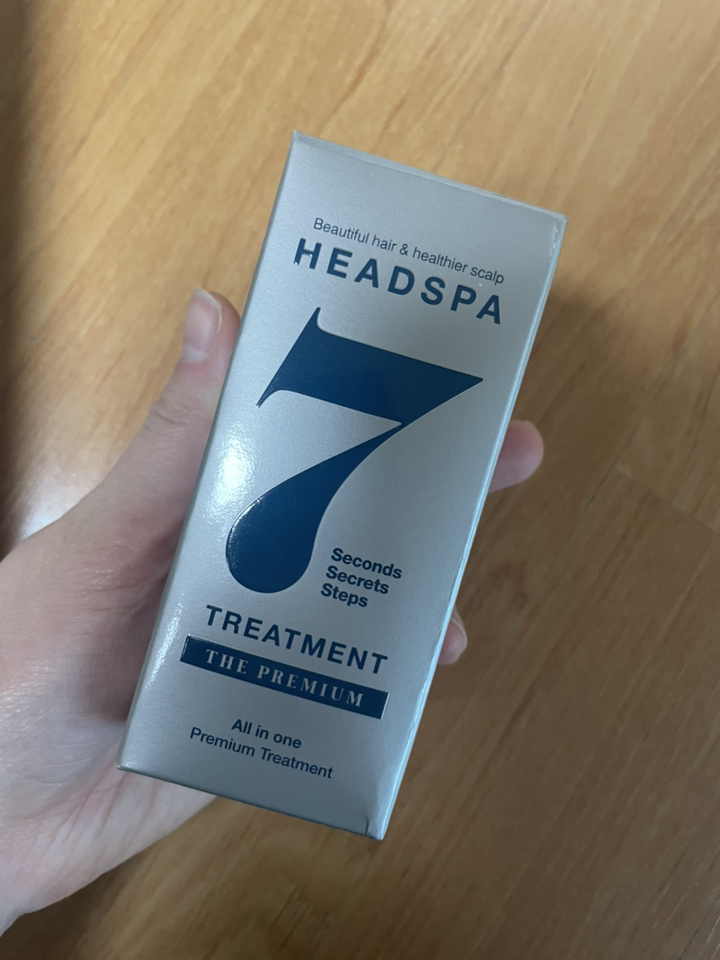 Beautiful hair & healthier scalp
HEADSPA
7
Seconds
Secrets
Steps
TREATMENT
THE PREMIUM
All in one
Premium Treatment